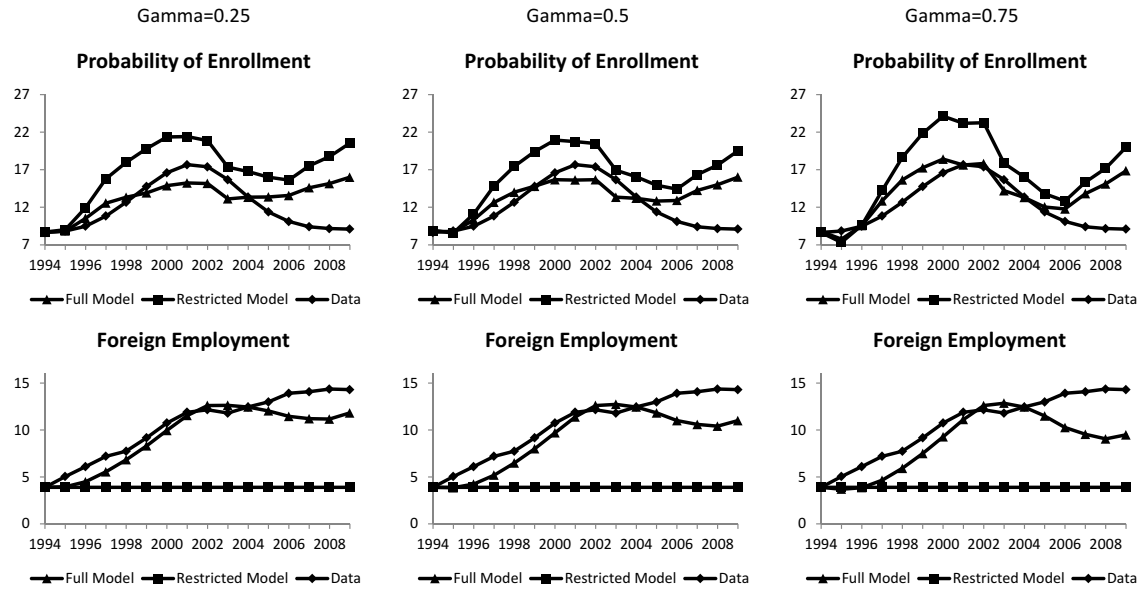 Gamma=0.25
Gamma=0.5
Gamma=0.75
Probability of Enrollment
Probability of Enrollment
Probability of Enrollment
27
22
17
12
7
1994 1996 1998 2000 2002 2004 2006 2008
Full Model Restricted Model Data
27
22
17
12
7
1994 1996 1998 2000 2002 2004 2006 2008
Full Model Restricted Model Data
27
22
17
12
7
1994 1996 1998 2000 2002 2004 2006 2008
Full Model Restricted Model Data
Foreign Employment
Foreign Employment
Foreign Employment
15
10
5
0
1994 1996 1998 2000 2002 2004 2006 2008
Full Model Restricted Model Data
15
10
5
0
1994 1996 1998 2000 2002 2004 2006 2008
Full Model Restricted Model Data
15
10
5
0
1994 1996 1998 2000 2002 2004 2006 2008
Full Model Restricted Model Data